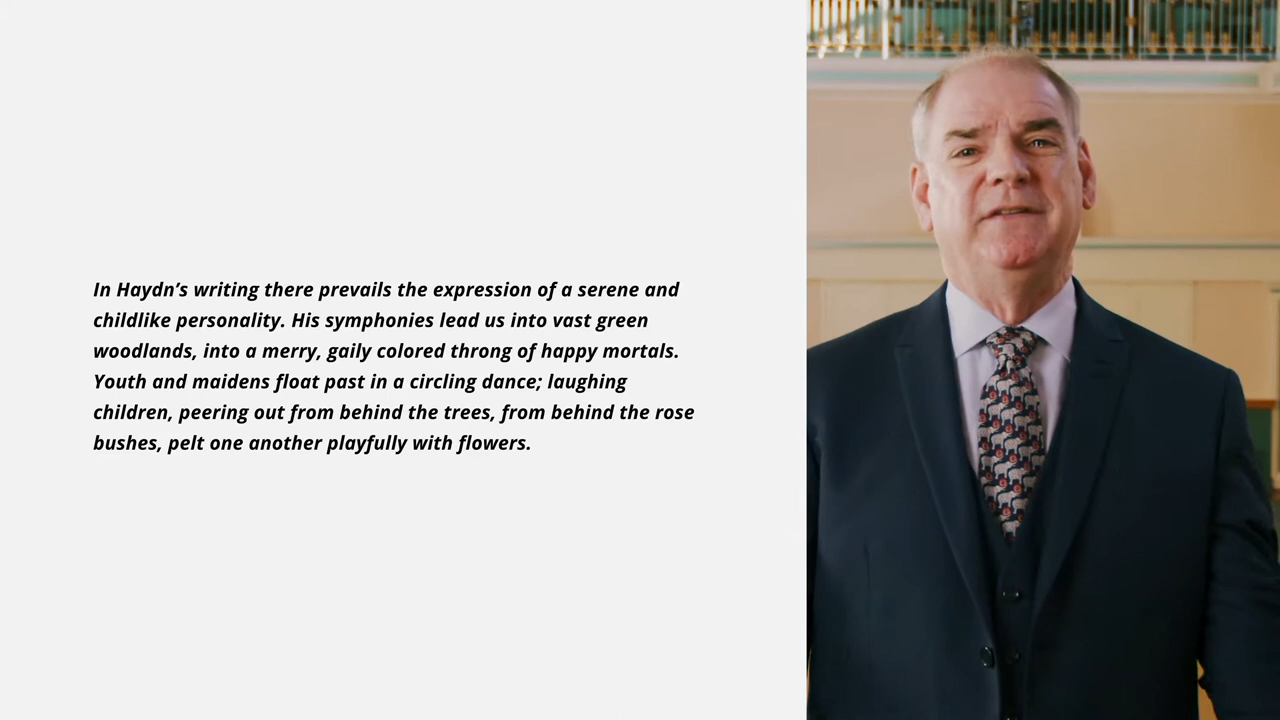 In Haydn’s writing there prevails the expression of a serene and
childlike personality. His symphonies lead us into vast green
woodlands, into a merry, gaily colored throng of happy mortals.
Youth and maidens float past in a circling dance; laughing
children, peering out from behind the trees, from behind the rose
bushes, pelt one another playfully with flowers.